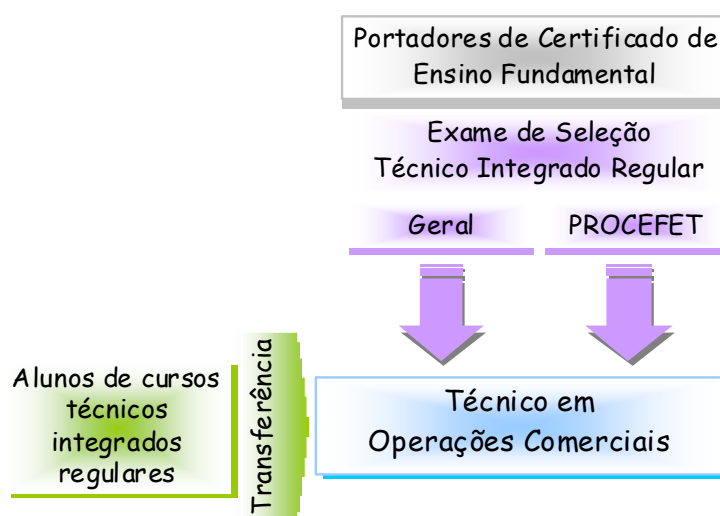 Portadores de Certificado de
Ensino Fundamental
Exame de Seleção
Técnico Integrado Regular
Geral
PROCEFET
Alunos de cursos
técnicos
integrados
regulares
Transferência
Técnico em
Operações Comerciais